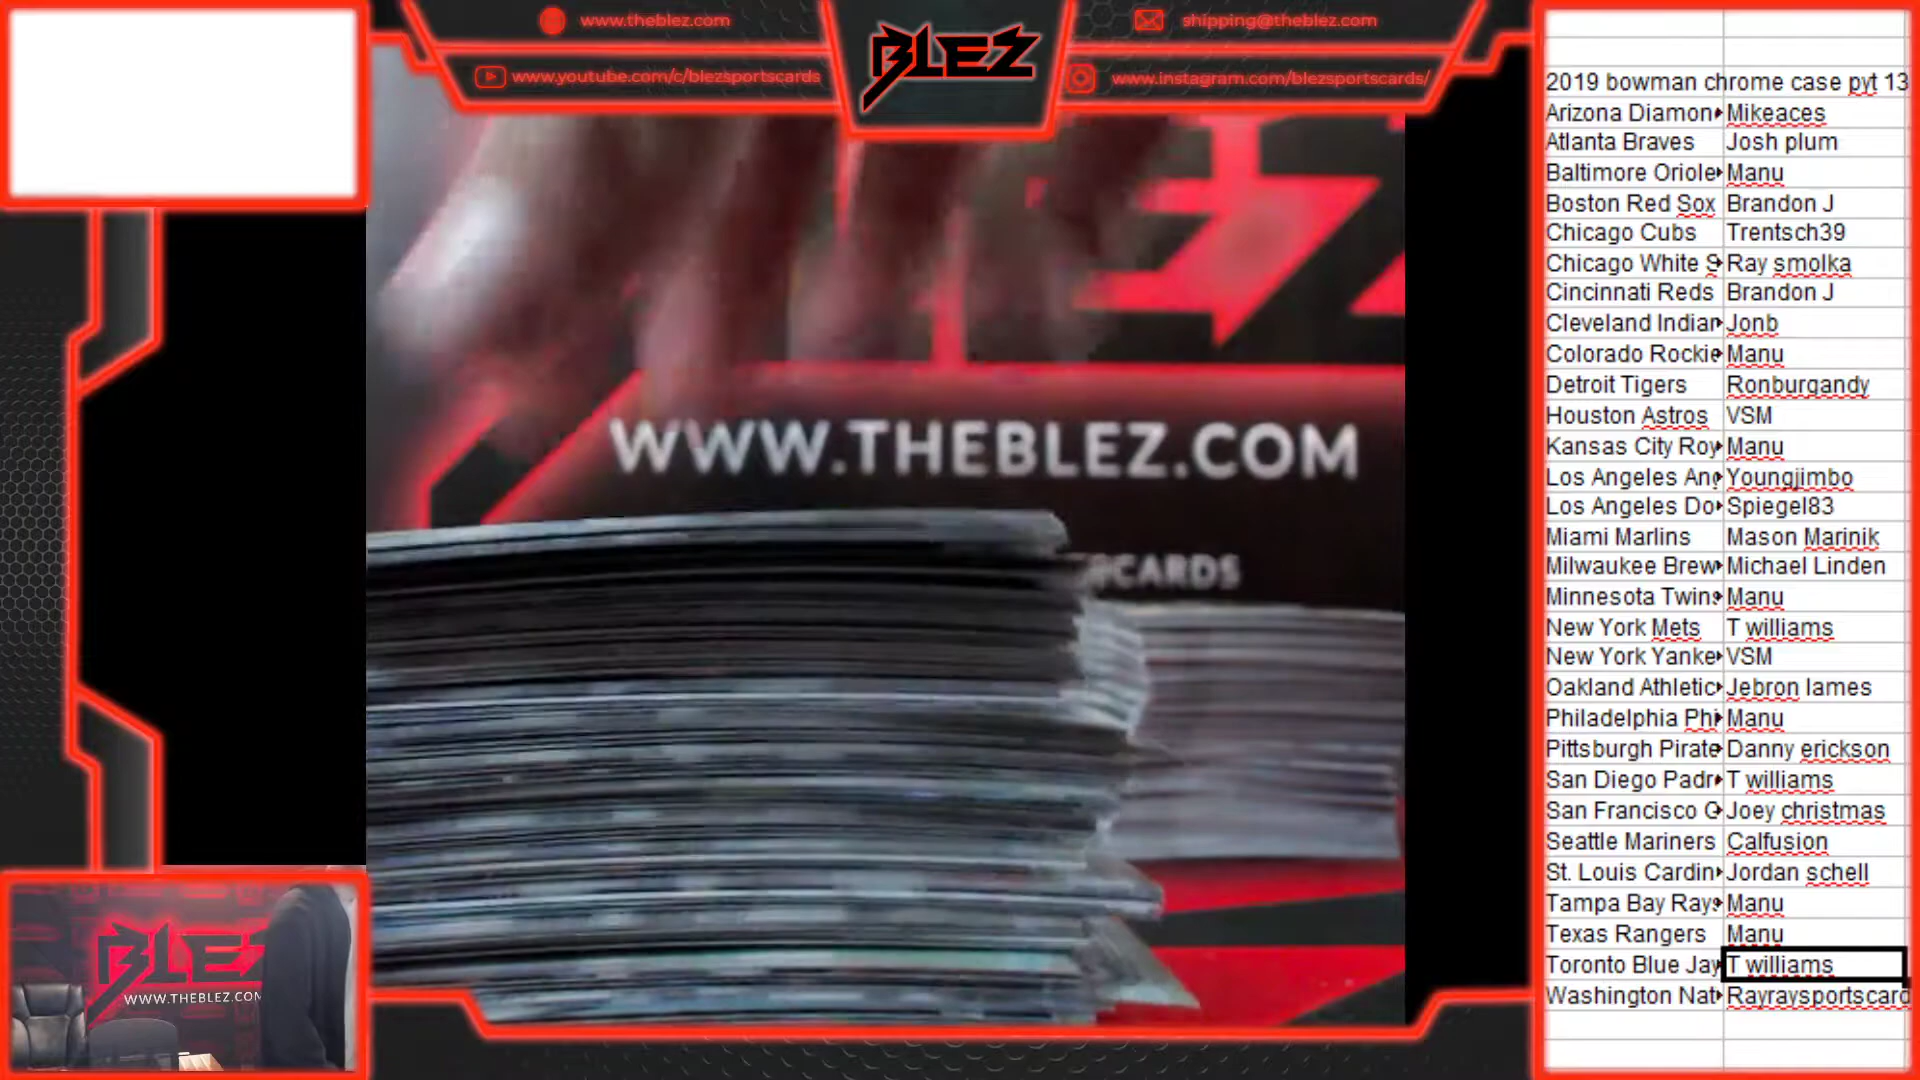 www.theblez.com
www.youtube.com/c/blezsportscards
BLEZ
shipping@theblez.com
www.instagram.com/blezsportscards/
WWW.THEBLEZ.COM
CARDS
BLEZ
WWW.THEBLEZ.COM
2019 bowman chrome case pyt 13
Arizona Diamon Mikeaces
Atlanta Braves Josh plum
Baltimore Oriole Manu
Boston Red Sox Brandon J
Chicago Cubs Trentsch39
Chicago White S Ray smolka
Cincinnati Reds Brandon J
Cleveland Indian Jonb
Colorado Rockie Manu
Detroit Tigers Ronburgandy
Houston Astros VSM
Kansas City Roy Manu
Los Angeles Ang Youngjimbo
Los Angeles Do Spiegel83
Miami Marlins Mason Marinik
Milwaukee Brew Michael Linden
Minnesota Twins Manu
New York Mets T williams
New York Yanke VSM
Oakland Athletic Jebron lames
Philadelphia Phi Manu
Pittsburgh Pirate Danny erickson
San Diego Padr T williams
San Francisco G Joey christmas
Seattle Mariners Calfusion
St. Louis Cardin Jordan schell
Tampa Bay Rays Manu
Texas Rangers Manu
Toronto Blue Jay T williams
Washington Nat Rayraysportscard